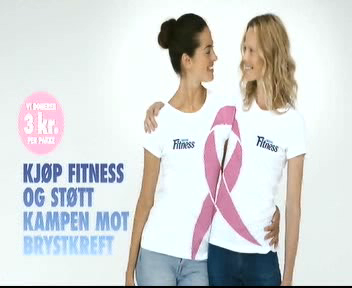 VI DONERER
3 kr.
PER PAKKE
KJØP FITNESS
OG STØTT
KAMPEN MOT
BRYSTKREFT
Fitness
Fitness